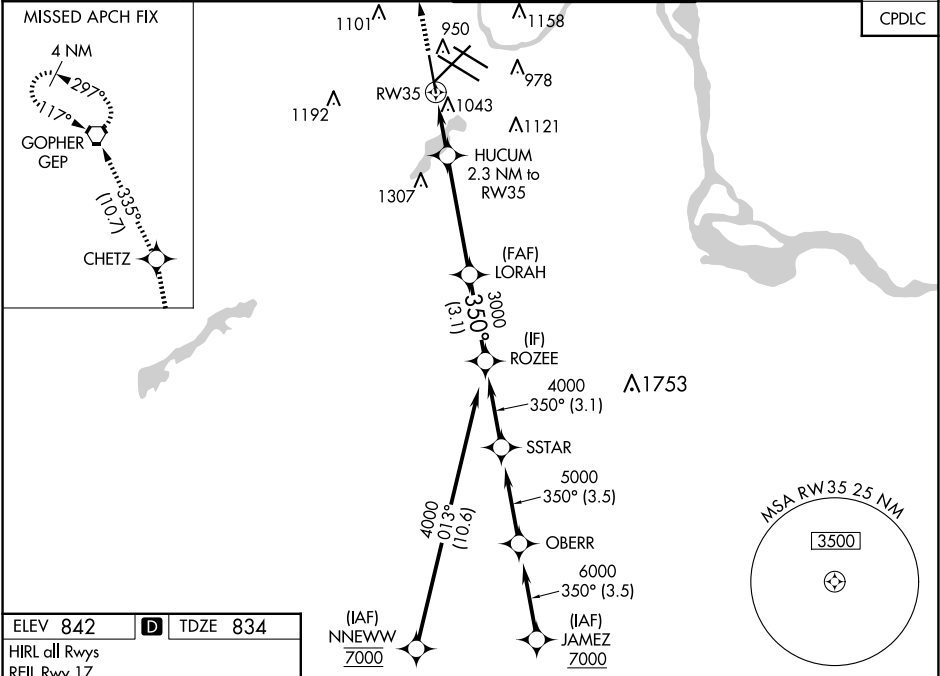 MISSED APCH FIX
4 NM
297°
117°
GOPHER
GEP
335°
(10.7)
CHETZ
CPDLC
1101
950
1158
978
RW35
1192
1043
1121
HUCUM
2.3 NM to
RW35
1307
(FAF)
LORAH
3000
350°
(3.1)
(IF)
ROZEE
4000
350° (3.1)
1753
SSTAR
5000
350° (3.5)
4000
013°
(10.6)
OBERR
6000
350° (3.5)
(IAF)
NNEWW
7000
(IAF)
JAMEZ
7000
MSA RW35 25 NM
3500
ELEV 842 D TDZE 834
HIRL all Rwys
REIL Rwy 17